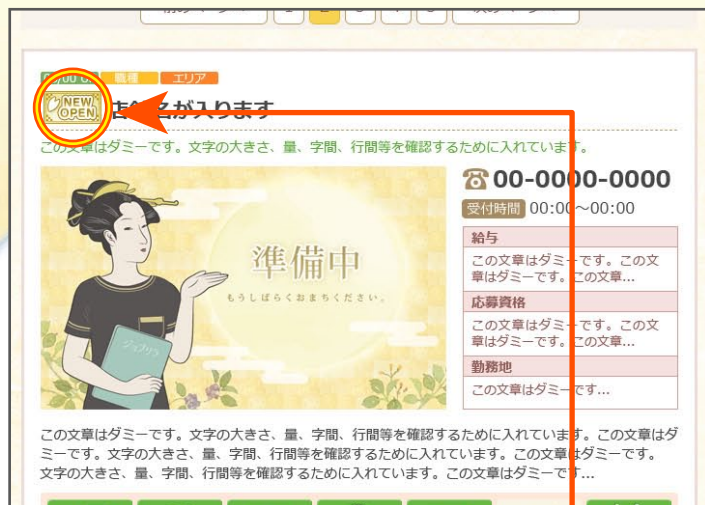 1 2 3 4 5
職種 エリア
NEW OPEN
が入ります
この文章はダミーです。文字の大きさ、量、字間、行間等を確認するために入れています。
00-0000-0000
受付時間 00:00～00:00
準備中
もうしばらくおまちください。
ジョブリラ
給与
この文章はダミーです。この文
章はダミーです。この文章...
応募資格
この文章はダミーです。この文
章はダミーです。この文章...
勤務地
この文章はダミーです...
この文章はダミーです。文字の大きさ、量、字間、行間等を確認するために入れています。この文章はダ
ミーです。文字の大きさ、量、字間、行間等を確認するために入れています。この文章はダミーです。
文字の大きさ、量、字間、行間等を確認するために入れています。この文章はダミーです...